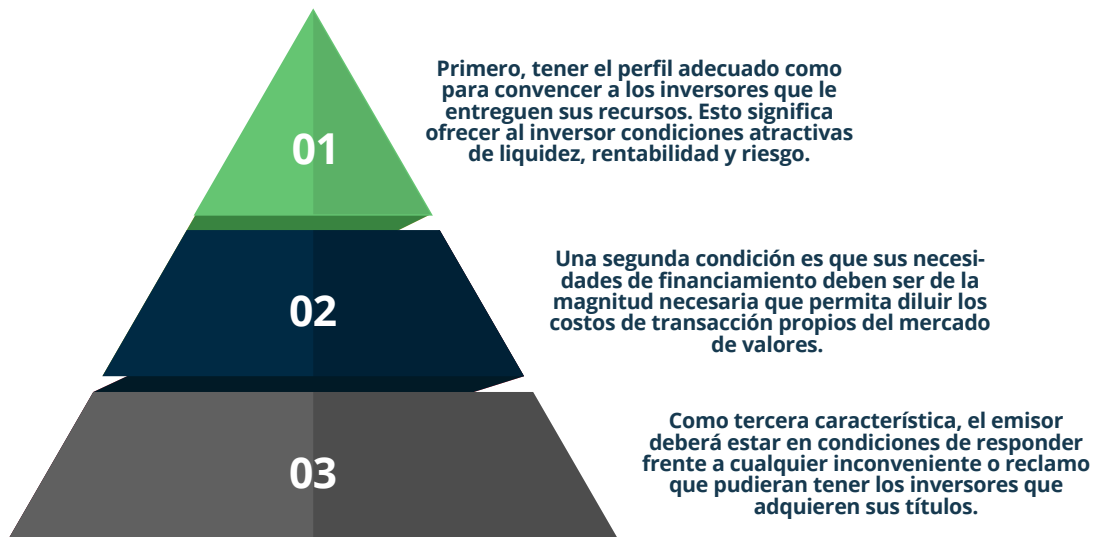 01
Primero, tener el perfil adecuado como
para convencer a los inversores que le
entreguen sus recursos. Esto significa
ofrecer al inversor condiciones atractivas
de liquidez, rentabilidad y riesgo.
02
Una segunda condición es que sus necesi-
dades de financiamiento deben ser de la
magnitud necesaria que permita diluir los
costos de transacción propios del mercado
de valores.
03
Como tercera característica, el emisor
deberá estar en condiciones de responder
frente a cualquier inconveniente o reclamo
que pudieran tener los inversores que
adquieren sus títulos.